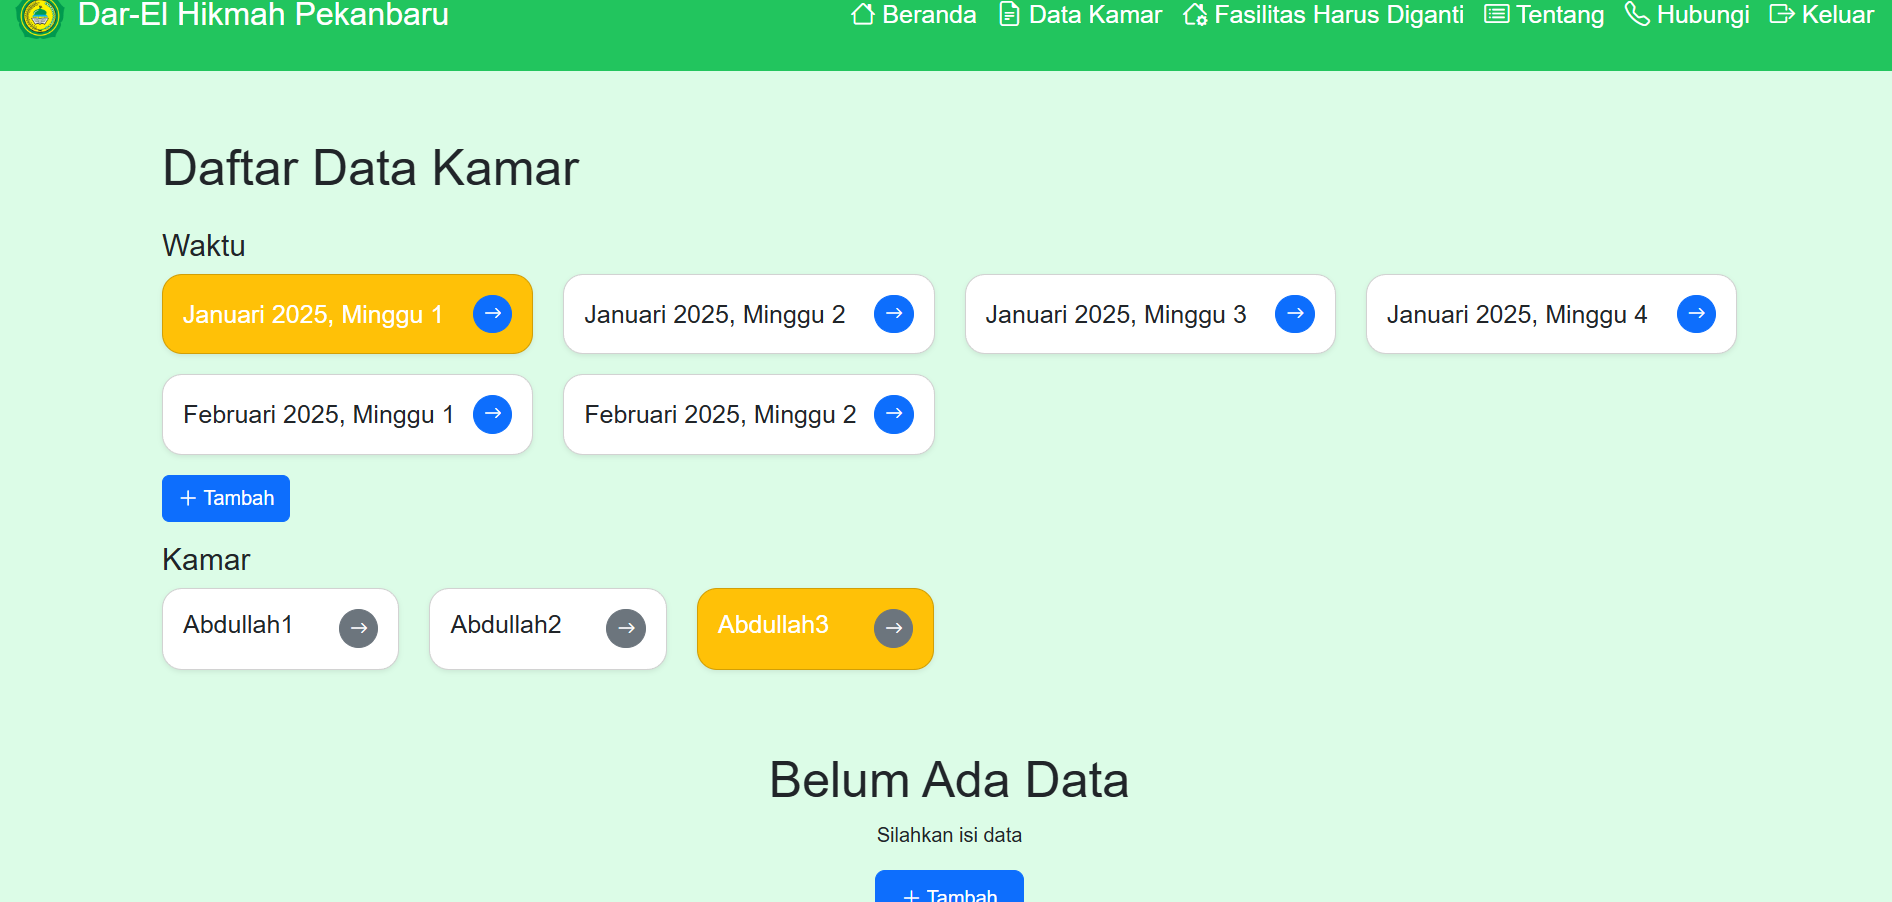 Dar-El Hikmah Pekanbaru
Beranda
Data Kamar
Fasilitas Harus Diganti
Tentang
Hubungi
Keluar
Daftar Data Kamar
Waktu
Januari 2025, Minggu 1
Januari 2025, Minggu 2
Januari 2025, Minggu 3
Januari 2025, Minggu 4
Februari 2025, Minggu 1
Februari 2025, Minggu 2
+ Tambah
Kamar
Abdullah1
Abdullah2
Abdullah3
Belum Ada Data
Silahkan isi data
+ Tambah